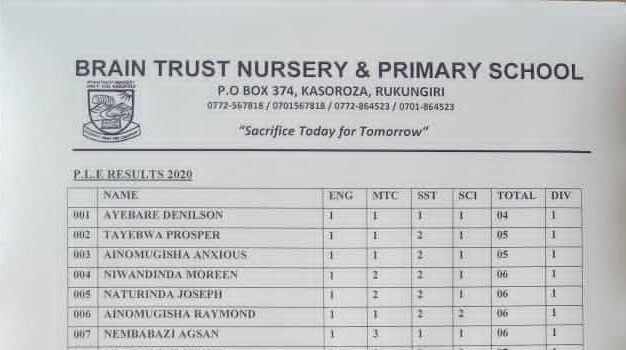 BRAIN TRUST NURSERY & PRIMARY SCHOOL
P.O BOX 374, KASOROZA, RUKUNGIRI
0772-567818 / 0701567818 / 0772-864523 / 0701-864523
"Sacrifice Today for Tomorrow"
P.L.E RESULTS 2020
NAME ENG MTC SST SCI TOTAL DIV
001 AYEBARE DENILSON 1 1 1 1 04 1
002 TAYEBWA PROSPER 1 1 2 1 05 1
003 AINOMUGISHA ANXIOUS 1 1 2 1 05 1
004 NIWANDINDA MOREEN 1 2 2 1 06 1
005 NATURINDA JOSEPH 1 2 2 1 06 1
006 AINOMUGISHA RAYMOND 1 1 2 2 06 1
007 NEMBABAZI AGSAN 1 3 1 1 06 1